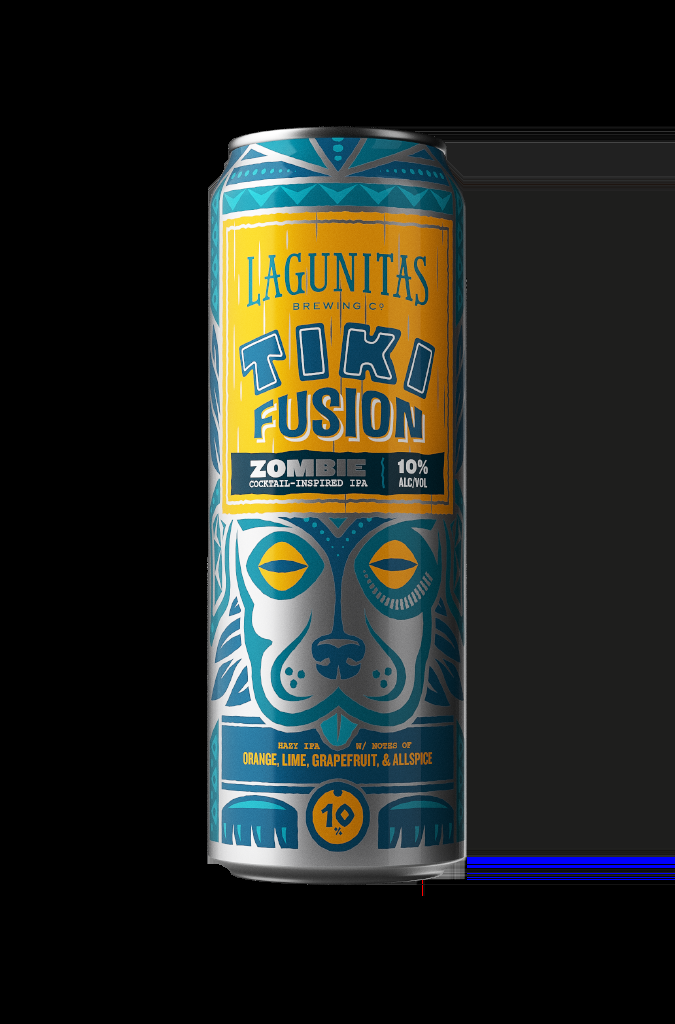 LAGUNITAS
BREWING Cº
TIKI
FUSION
ZOMBIE
COCKTAIL-INSPIRED IPA
10%
ALC/VOL
HAZY IPA W/ NOTES OF
ORANGE, LIME, GRAPEFRUIT, & ALLSPICE
10
%